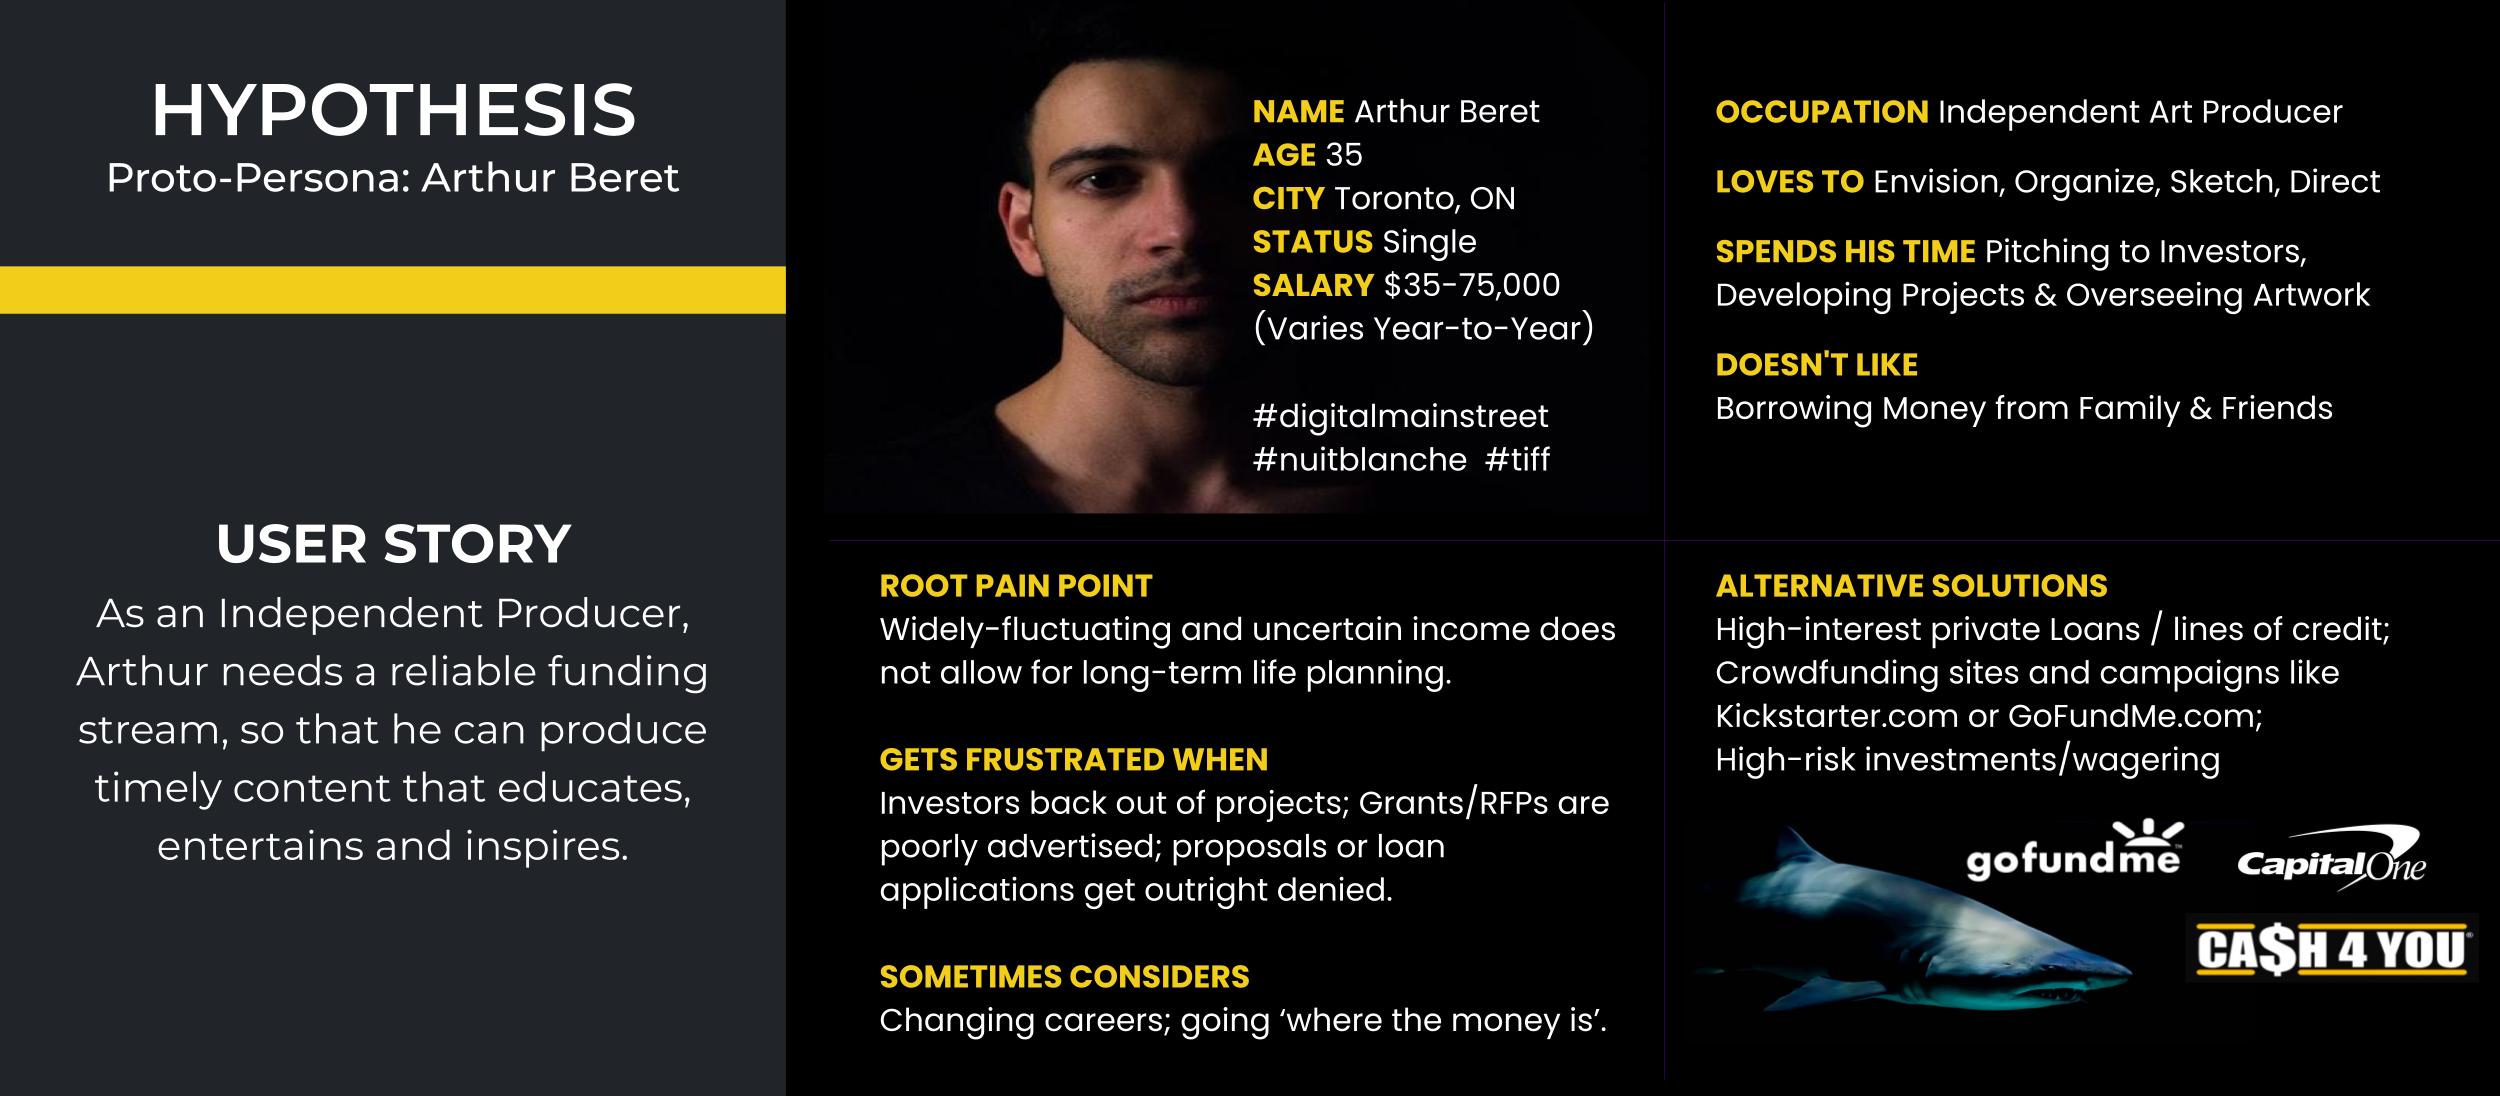 HYPOTHESIS
Proto-Persona: Arthur Beret
USER STORY
As an Independent Producer,
Arthur needs a reliable funding
stream, so that he can produce
timely content that educates,
entertains and inspires.
NAME Arthur Beret
AGE 35
CITY Toronto, ON
STATUS Single
SALARY $35-75,000
(Varies Year-to-Year)
#digitalmainstreet
#nuitblanche #tiff
OCCUPATION Independent Art Producer
LOVES TO Envision, Organize, Sketch, Direct
SPENDS HIS TIME Pitching to Investors,
Developing Projects & Overseeing Artwork
DOESN'T LIKE
Borrowing Money from Family & Friends
ROOT PAIN POINT
Widely-fluctuating and uncertain income does
not allow for long-term life planning.
GETS FRUSTRATED WHEN
Investors back out of projects; Grants/RFPs are
poorly advertised; proposals or loan
applications get outright denied.
SOMETIMES CONSIDERS
Changing careers; going ‘where the money is’.
ALTERNATIVE SOLUTIONS
High-interest private Loans / lines of credit;
Crowdfunding sites and campaigns like
Kickstarter.com or GoFundMe.com;
High-risk investments/wagering
gofundme™
Capital One
CA$H 4 YOU®